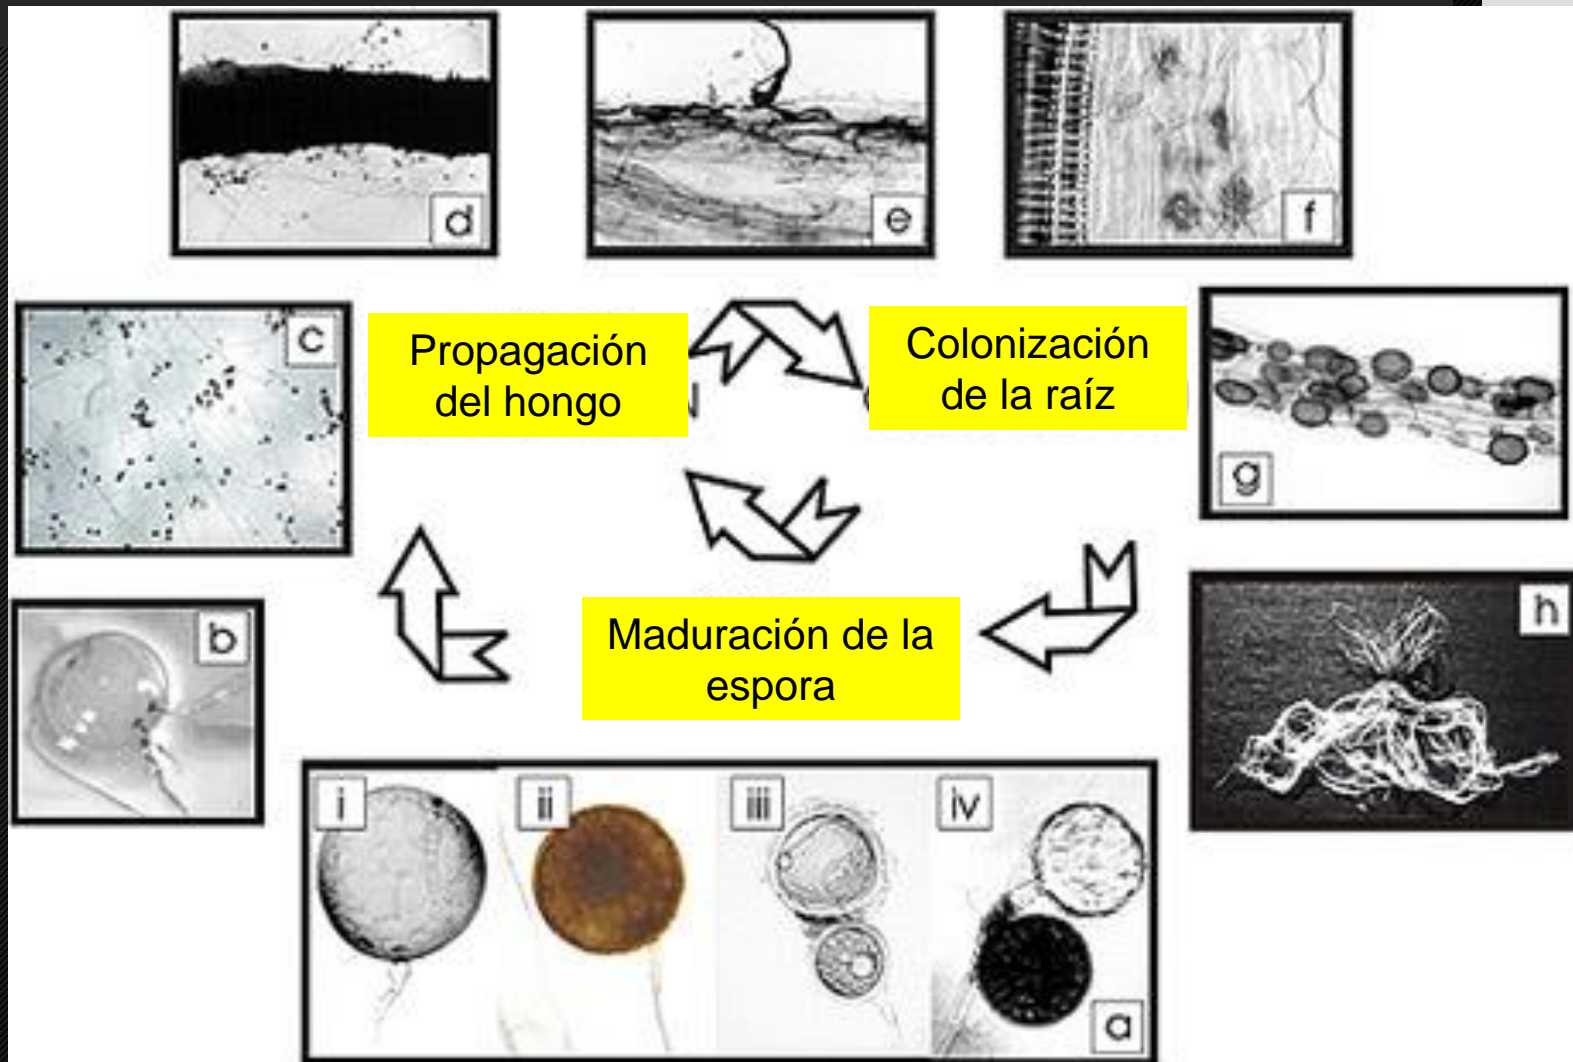 d
e
f
c
Propagación
del hongo
Colonización
de la raíz
g
b
Maduración de la
espora
h
i
ii
iii
iv
a